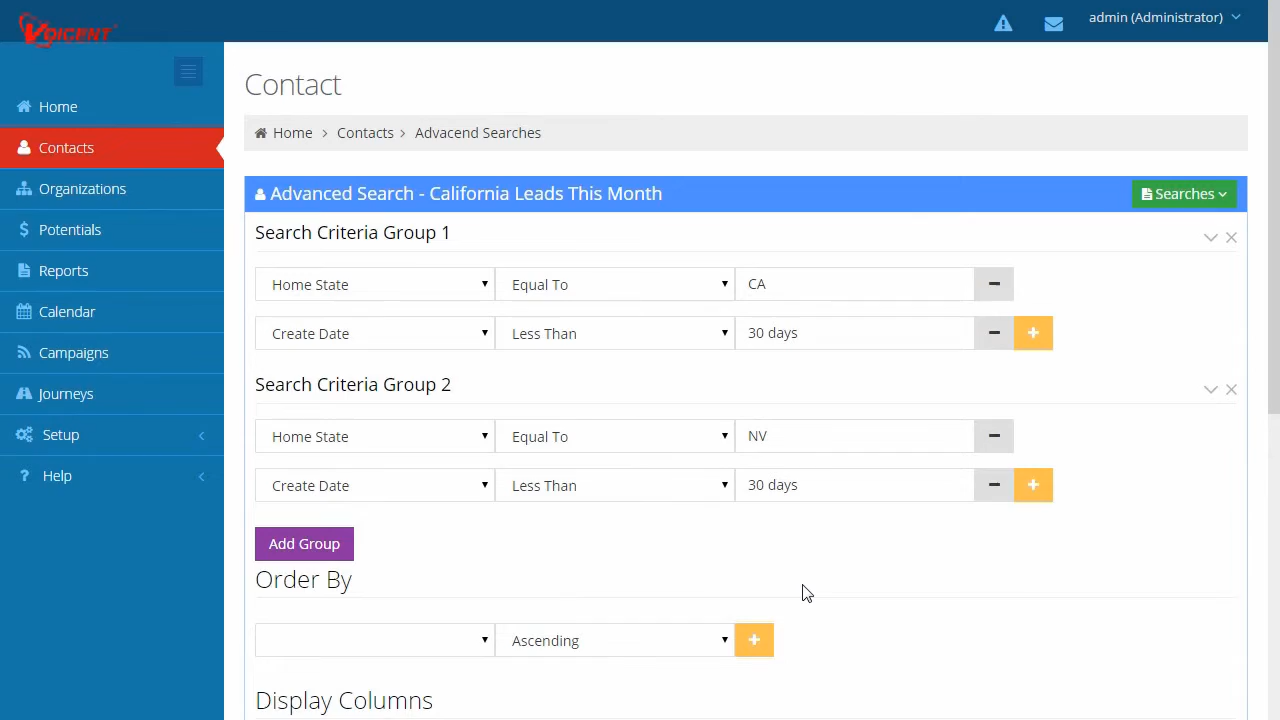 VOICENT
admin (Administrator)
Home
Contacts
Organizations
Potentials
Reports
Calendar
Campaigns
Journeys
Setup
Help
Contact
Home > Contacts > Advacend Searches
Advanced Search - California Leads This Month
Searches
Search Criteria Group 1
Home State Equal To CA
Create Date Less Than 30 days
Search Criteria Group 2
Home State Equal To NV
Create Date Less Than 30 days
Add Group
Order By
Ascending
Display Columns